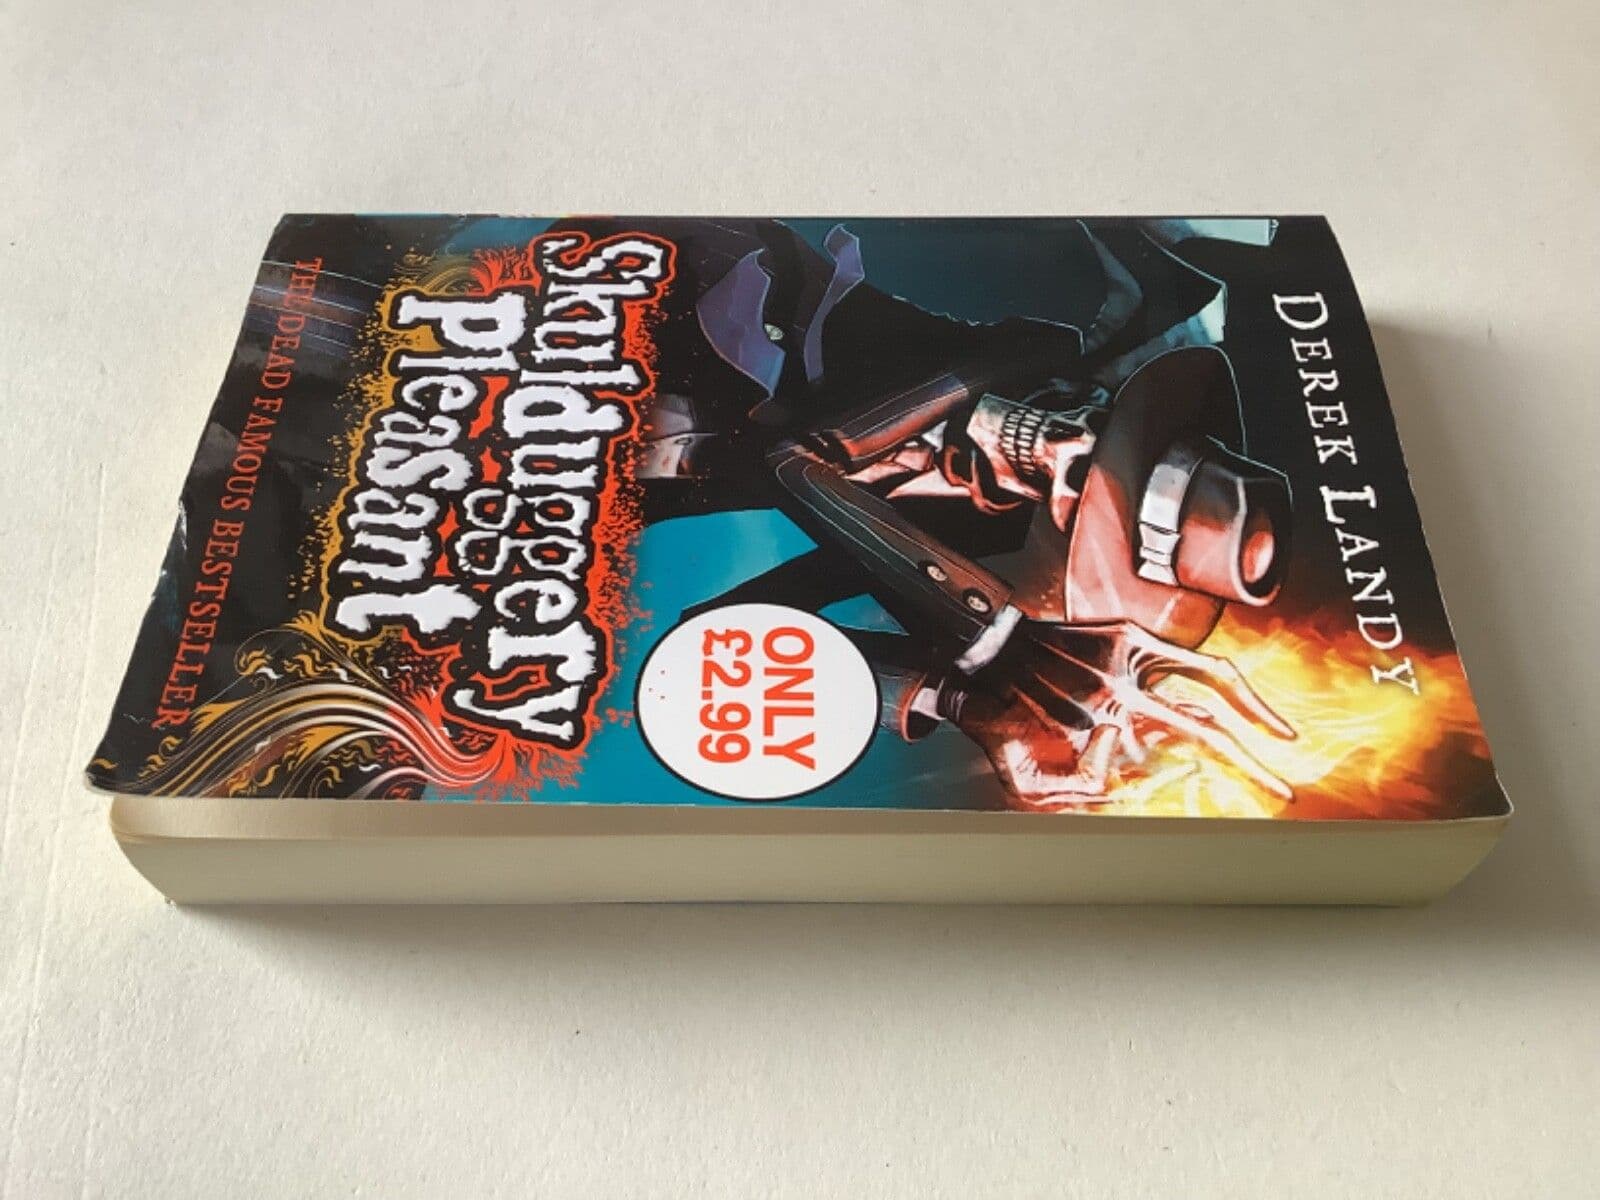 DEREK LANDY
ONLY
£2.99
Skulduggery
Pleasant
THE DEAD FAMOUS BESTSELLER